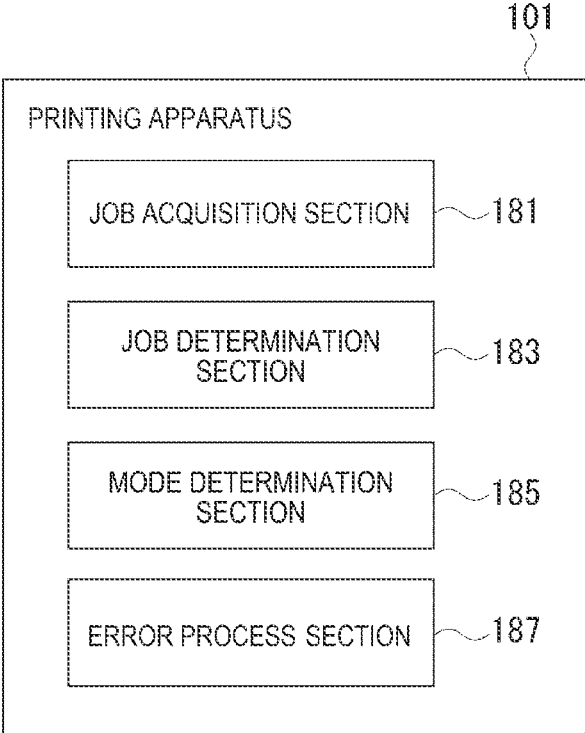 101
PRINTING APPARATUS
JOB ACQUISITION SECTION
181
JOB DETERMINATION
SECTION
183
MODE DETERMINATION
SECTION
185
ERROR PROCESS SECTION
187